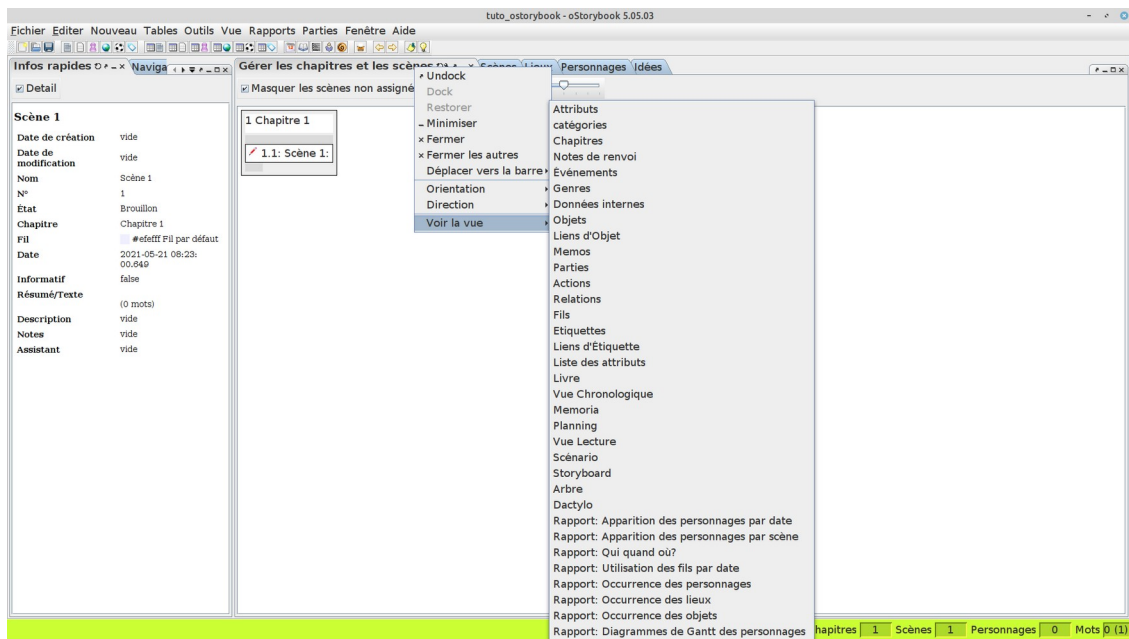 tuto_ostorybook - oStorybook 5.05.03
Fichier Editer Nouveau Tables Outils Vue Rapports Parties Fenêtre Aide
Infos rapides
Naviga
Gérer les chapitres et les scènes
Scènes
Lieux
Personnages
Idées
Detail
Scène 1
Date de création vide
Date de modification vide
Nom Scène 1
N° 1
État Brouillon
Chapitre Chapitre 1
Fil #efefff Fil par défaut
Date 2021-05-21 08:23:
00.649
Informatif false
Résumé/Texte
(0 mots)
Description vide
Notes vide
Assistant vide
Masquer les scènes non assigné
1 Chapitre 1
1.1: Scène 1:
Undock
Dock
Restorer
Minimiser
Fermer
Fermer les autres
Déplacer vers la barre
Orientation
Direction
Voir la vue
Attributs
catégories
Chapitres
Notes de renvoi
Évènements
Genres
Données internes
Objets
Liens d'Objet
Memos
Parties
Actions
Relations
Fils
Etiquettes
Liens d'Étiquette
Liste des attributs
Livre
Vue Chronologique
Memoria
Planning
Vue Lecture
Scénario
Storyboard
Arbre
Dactylo
Rapport: Apparition des personnages par date
Rapport: Apparition des personnages par scène
Rapport: Qui quand où?
Rapport: Utilisation des fils par date
Rapport: Occurrence des personnages
Rapport: Occurrence des lieux
Rapport: Occurrence des objets
Rapport: Diagrammes de Gantt des personnages
hapitres 1 Scènes 1 Personnages 0 Mots 0 (1)